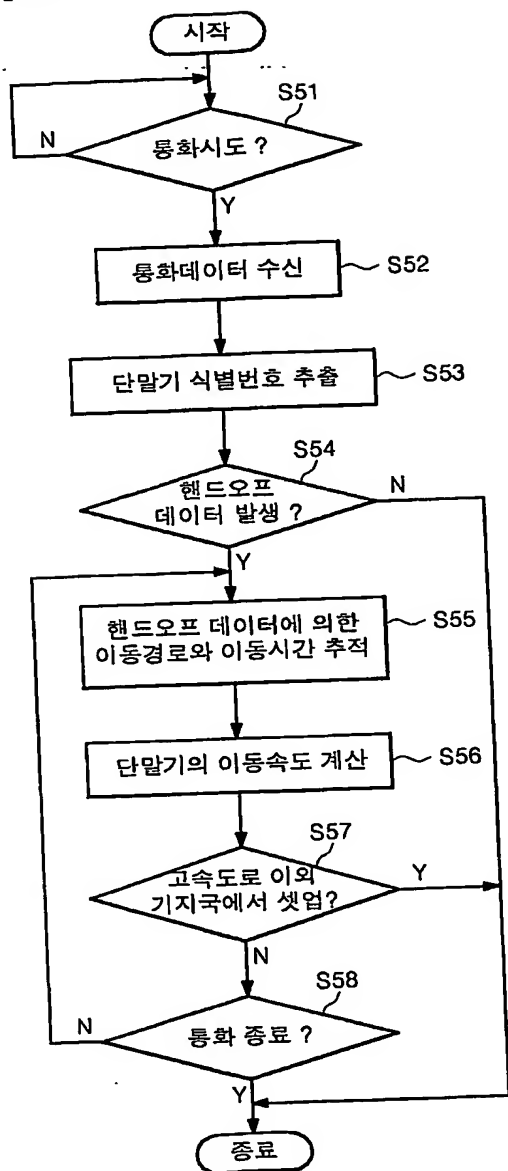 시작
S51
통화시도 ?
N
Y
통화데이터 수신
S52
단말기 식별번호 추출
S53
S54
핸드오프
데이터 발생 ?
N
Y
핸드오프 데이터에 의한
이동경로와 이동시간 추적
S55
단말기의 이동속도 계산
S56
S57
고속도로 이외
기지국에서 셋업?
Y
N
S58
통화 종료 ?
N
Y
종료